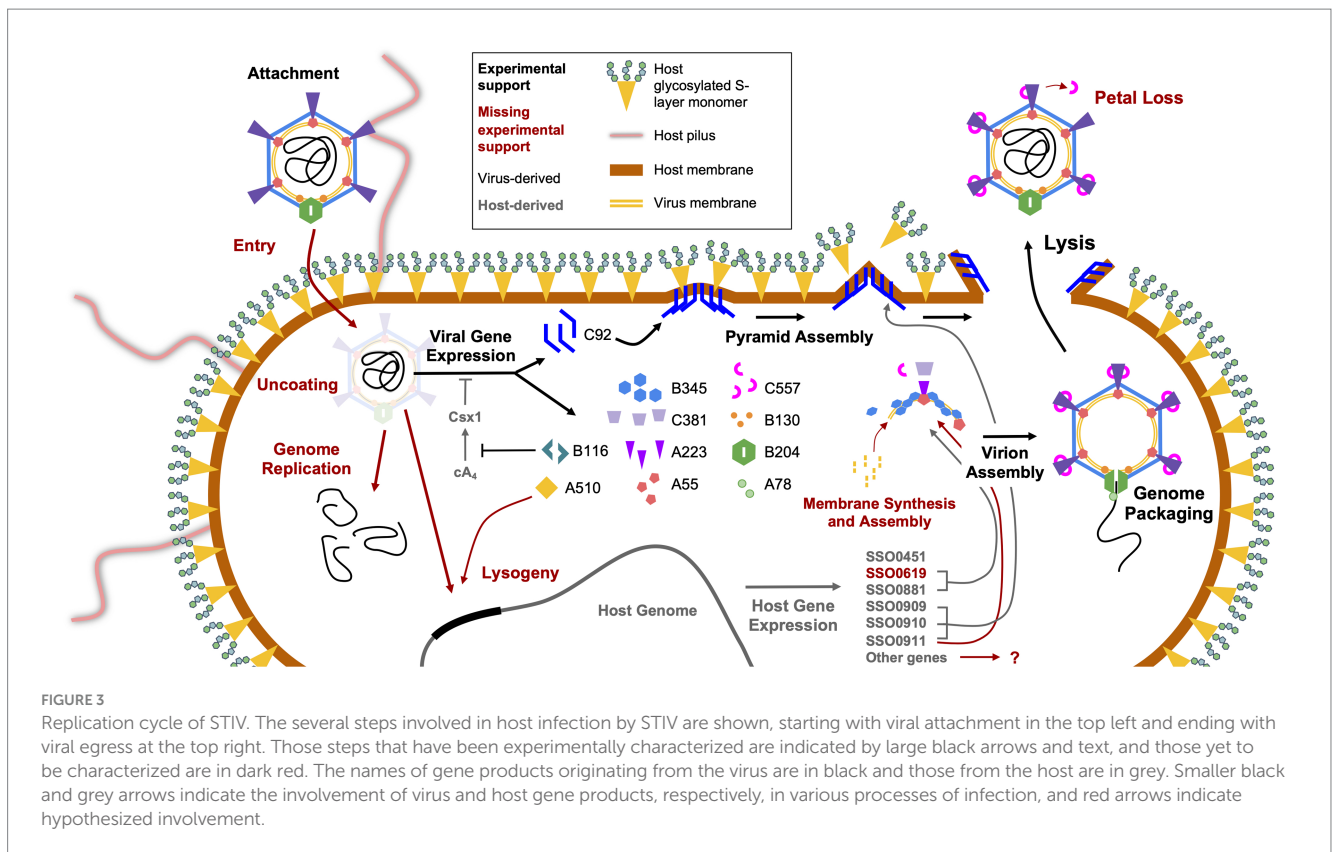 Attachment
Experimental
support
Missing
experimental
support
Virus-derived
Host-derived
Host
glycosylated S-
layer monomer
Host pilus
Host membrane
Virus membrane
Petal Loss
I
I
Entry
Lysis
Viral Gene
Expression
C92
Pyramid Assembly
Uncoating
I
Csx1
cA₄
Genome
Replication
B345
C381
B116
A223
A510
A55
C557
B130
B204
I
A78
Virion
Assembly
I
Genome
Packaging
Membrane Synthesis
and Assembly
Lysogeny
Host Genome
Host Gene
Expression
SSO0451
SSO0619
SSO0881
SSO0909
SSO0910
SSO0911
Other genes
?
FIGURE 3
Replication cycle of STIV. The several steps involved in host infection by STIV are shown, starting with viral attachment in the top left and ending with
viral egress at the top right. Those steps that have been experimentally characterized are indicated by large black arrows and text, and those yet to
be characterized are in dark red. The names of gene products originating from the virus are in black and those from the host are in grey. Smaller black
and grey arrows indicate the involvement of virus and host gene products, respectively, in various processes of infection, and red arrows indicate
hypothesized involvement.